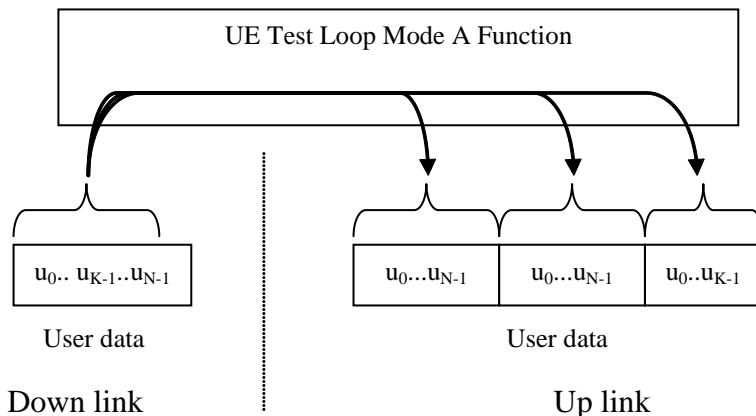 UE Test Loop Mode A Function
u0.. uK-1..uN-1
u0...uN-1
u0...uN-1
u0..uK-1
User data
User data
Down link
Up link